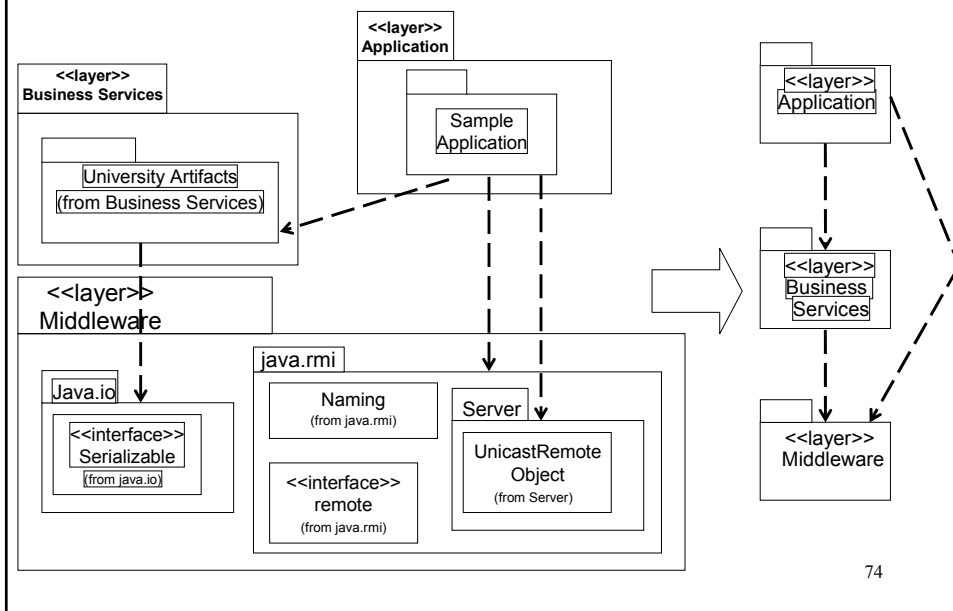 <<layer>>
Business Services
<<layer>>
Application
Sample
Application
University Artifacts
(from Business Services)
<<layer>>
Middleware
Java.io
<<interface>>
Serializable
(from java.io)
java.rmi
Naming
(from java.rmi)
<<interface>>
remote
(from java.rmi)
Server
UnicastRemote
Object
(from Server)
<<layer>>
Application
<<layer>>
Business
Services
<<layer>>
Middleware
74